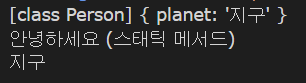 [class Person] { planet: '지구' }
안녕하세요 (스태틱 메서드)
지구